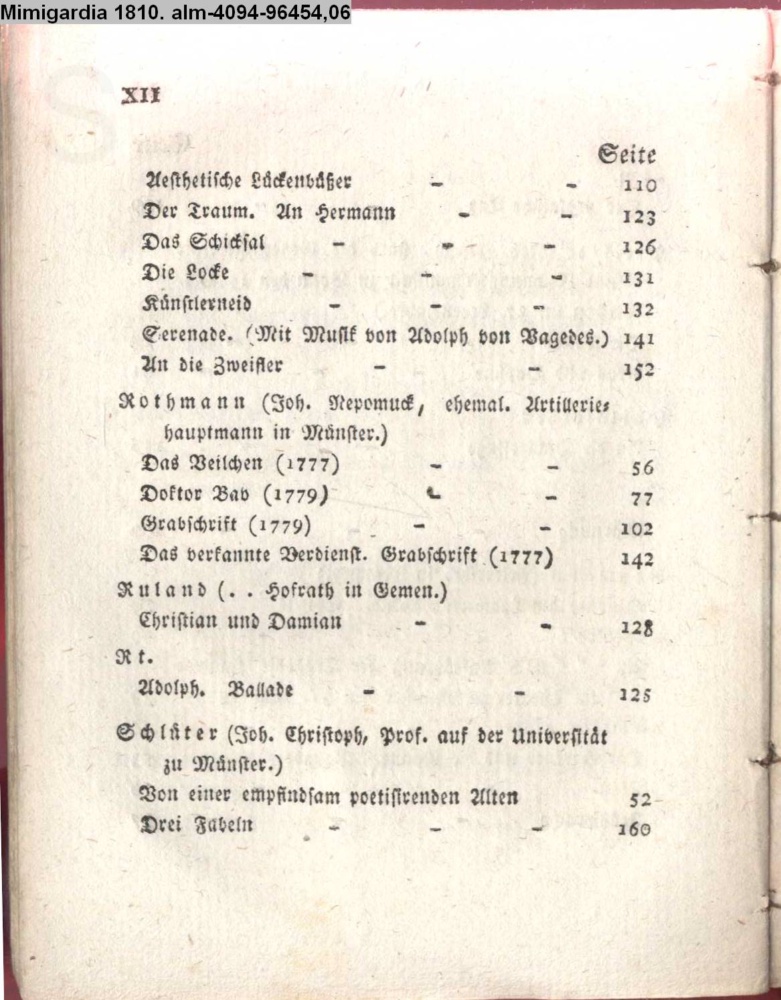 Mimigardia 1810. alm-4094-96454,06
XII
Seite
Aesthetische Lückenbüßer - - 110
Der Traum. An Hermann - - 123
Das Schicksal - - - 126
Die Locke - - - 131
Künstlerneid - - - 132
Serenade. (Mit Musik von Adolph von Vagedes.) 141
An die Zweifler - - 152
Rothmann (Joh. Nepomuck, ehemal. Artillerie-
hauptmann in Münster.)
Das Veilchen (1777) - - 56
Doktor Bav (1779) - - 77
Grabschrift (1779) - - 102
Das verkannte Verdienst. Grabschrift (1777) 142
Ruland (. . Hofrath in Gemen.)
Christian und Damian - - 128
Rt.
Adolph. Ballade - - 125
Schlüter (Joh. Christoph, Prof. auf der Universität
zu Münster.)
Von einer empfindsam poetisirenden Alten 52
Drei Fabeln - - - 160